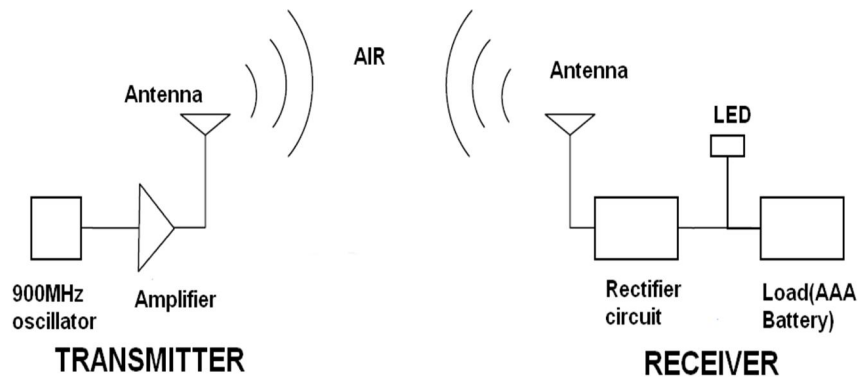 AIR
Antenna
Antenna
LED
900MHz
oscillator
Amplifier
Rectifier
circuit
Load(AAA
Battery)
TRANSMITTER
RECEIVER